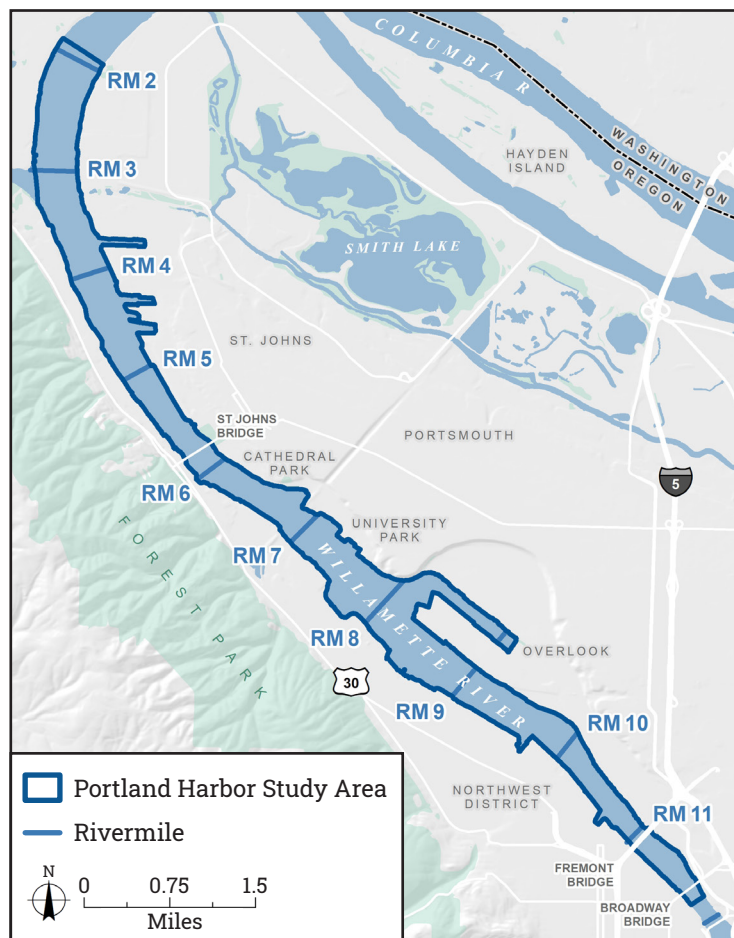 COLUMBIA R
WASHINGTON
OREGON
RM 2
HAYDEN
ISLAND
RM 3
SMITH LAKE
RM 4
ST. JOHNS
RM 5
ST JOHNS
BRIDGE
PORTSMOUTH
CATHEDRAL
PARK
RM 6
5
UNIVERSITY
PARK
FOREST PARK
RM 7
WILLAMETTE RIVER
RM 8
OVERLOOK
30
RM 9
RM 10
NORTHWEST
DISTRICT
RM 11
FREMONT
BRIDGE
BROADWAY
BRIDGE
Portland Harbor Study Area
Rivermile
N
0 0.75 1.5
Miles